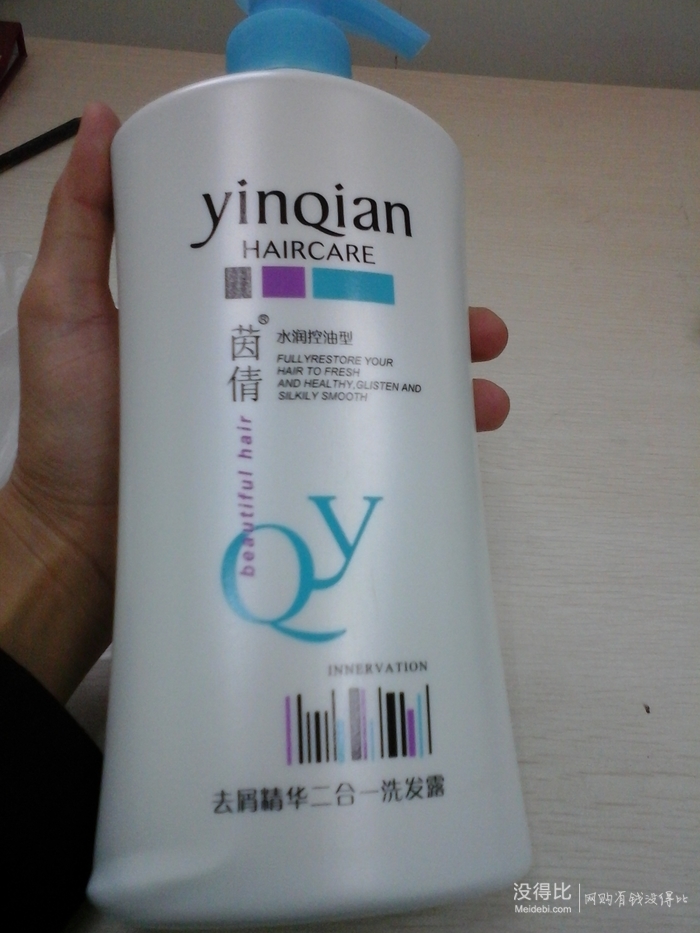 yinQian
HAIRCARE
茵倩®
水润控油型
FULLYRESTORE YOUR
HAIR TO FRESH
AND HEALTHY,GLISTEN AND
SILKILY SMOOTH
beautiful hair
Qy
INNERVATION
去屑精华二合一洗发露
没得比
Meidebi.com
网购有钱没得比